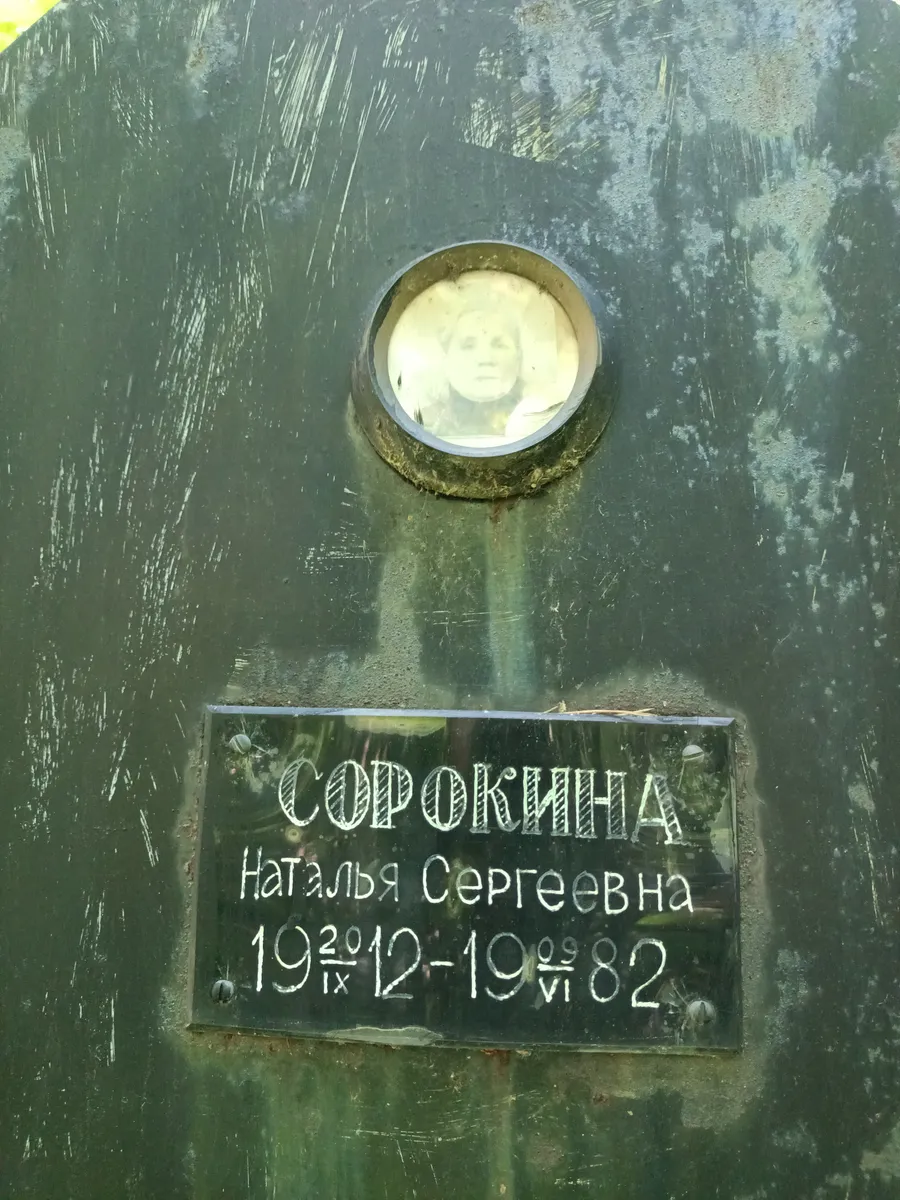 СОРОКИНА
Наталья Сергеевна
19 20/IX 12 - 19 09/VI 82